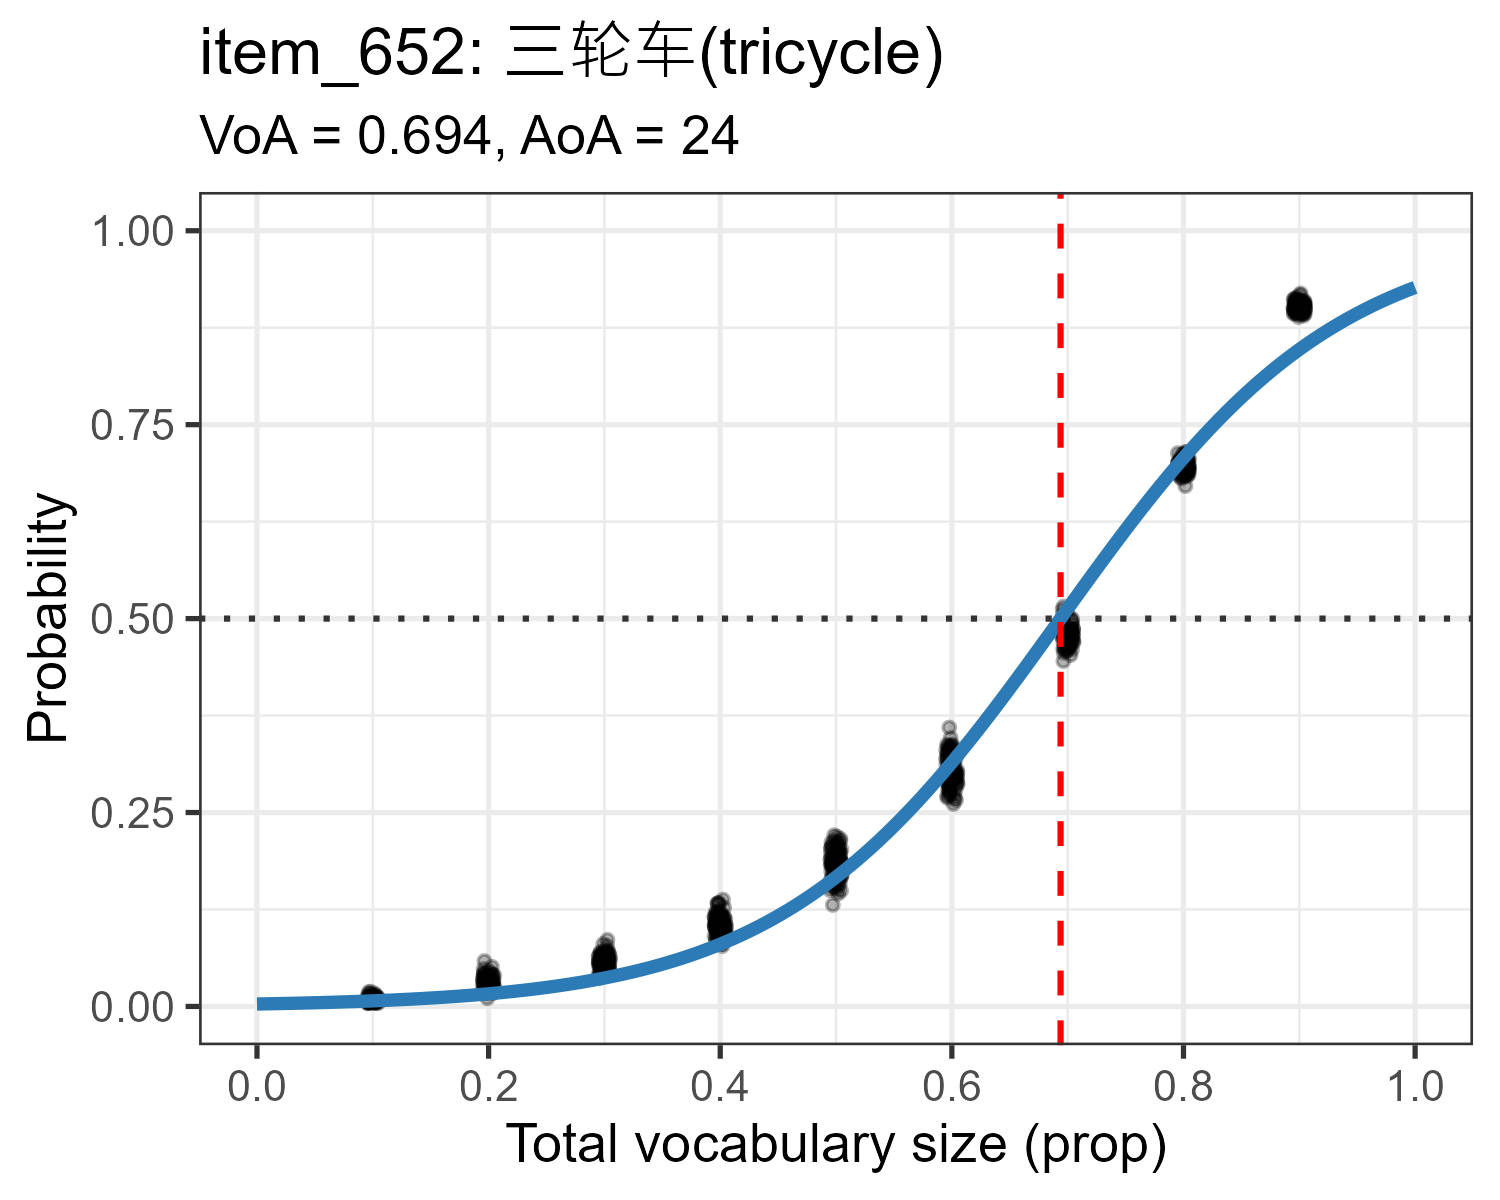 item_652: 三轮车(tricycle)
VoA = 0.694, AoA = 24
1.00
0.75
0.50
0.25
0.00
Probability
0.0 0.2 0.4 0.6 0.8 1.0
Total vocabulary size (prop)